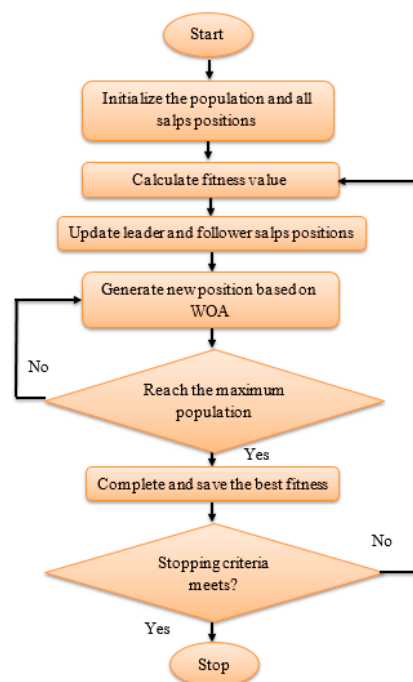 Start
Initialize the population and all
salps positions
Calculate fitness value
Update leader and follower salps positions
Generate new position based on
WOA
No
Reach the maximum
population
Yes
Complete and save the best fitness
No
Stopping criteria
meets?
Yes
Stop